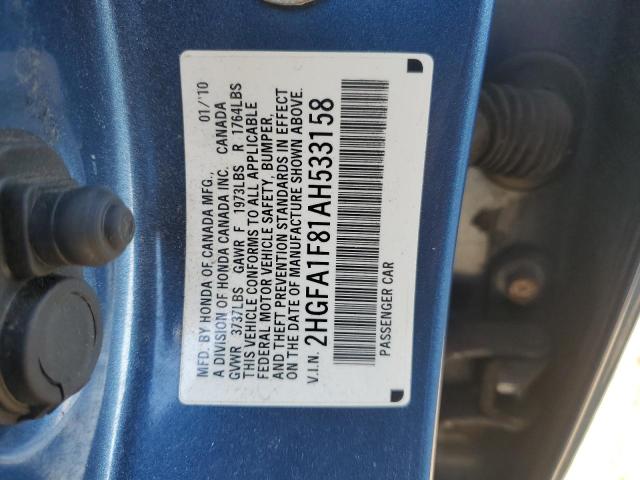 MFD. BY HONDA OF CANADA MFG., 01/'10
A DIVISION OF HONDA CANADA INC. CANADA
GVWR 3737LBS GAWR F 1973LBS R 1764LBS
THIS VEHICLE CONFORMS TO ALL APPLICABLE
FEDERAL MOTOR VEHICLE SAFETY, BUMPER,
AND THEFT PREVENTION STANDARDS IN EFFECT
ON THE DATE OF MANUFACTURE SHOWN ABOVE.
V.I.N. 2HGFA1F81AH533158
PASSENGER CAR